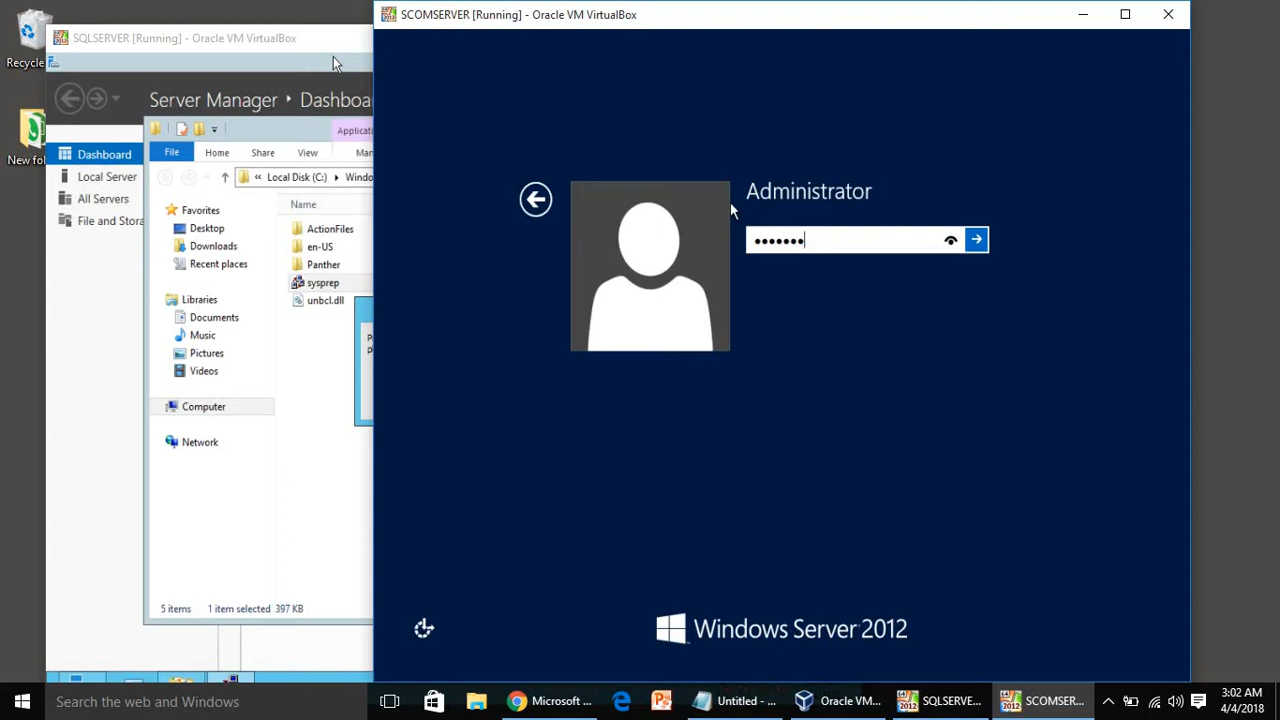 SCOMSERVER [Running] - Oracle VM VirtualBox
SQLSERVER [Running] - Oracle VM VirtualBox
Recycle
New fol
Server Manager
Dashboa
Dashboard
Local Server
All Servers
File and Stora
Applicati
File
Home
Share
View
Man
« Local Disk (C:)
Windo
Name
Favorites
Desktop
Downloads
Recent places
Libraries
Documents
Music
Pictures
Videos
Computer
Network
ActionFiles
en-US
Panther
sysprep
unbcl.dll
5 items
1 item selected 397 KB
Administrator
•••••••
Windows Server 2012
Search the web and Windows
Microsoft ...
Untitled - ...
Oracle VM...
SQLSERVE...
SCOMSER...
3:02 AM
4/4/2018